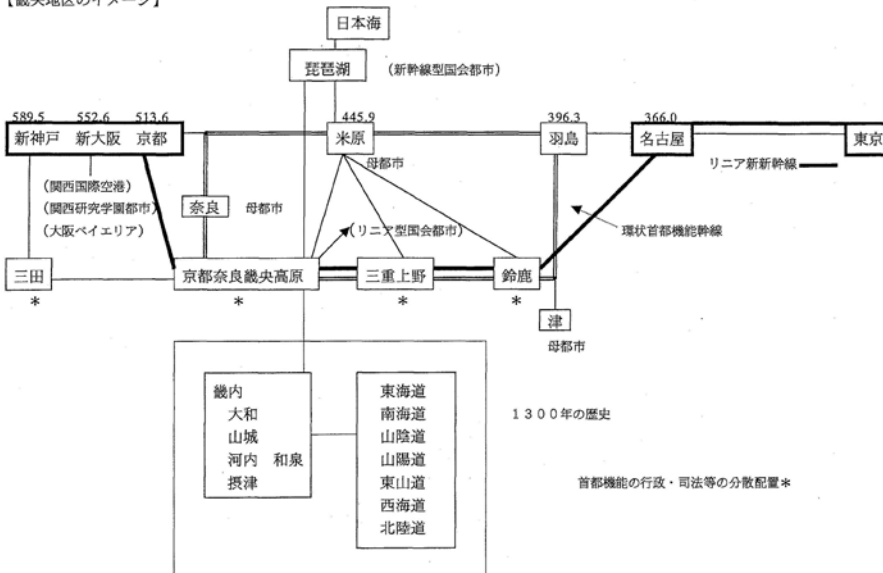 【畿央地区のイメージ】
日本海
琵琶湖
(新幹線型国会都市)
589.5 552.6 513.6
445.9
396.3
366.0
新神戸 新大阪 京都
米原
羽島
名古屋
東京
リニア新新幹線
母都市
(関西国際空港)
(関西研究学園都市)
(大阪ベイエリア)
奈良 母都市
(リニア型国会都市)
環状首都機能幹線
三田
京都奈良畿央高原
三重上野
鈴鹿
* * * *
津
母都市
畿内
大和
山城
河内 和泉
摂津
東海道
南海道
山陰道
山陽道
東山道
西海道
北陸道
1300年の歴史
首都機能の行政・司法等の分散配置*